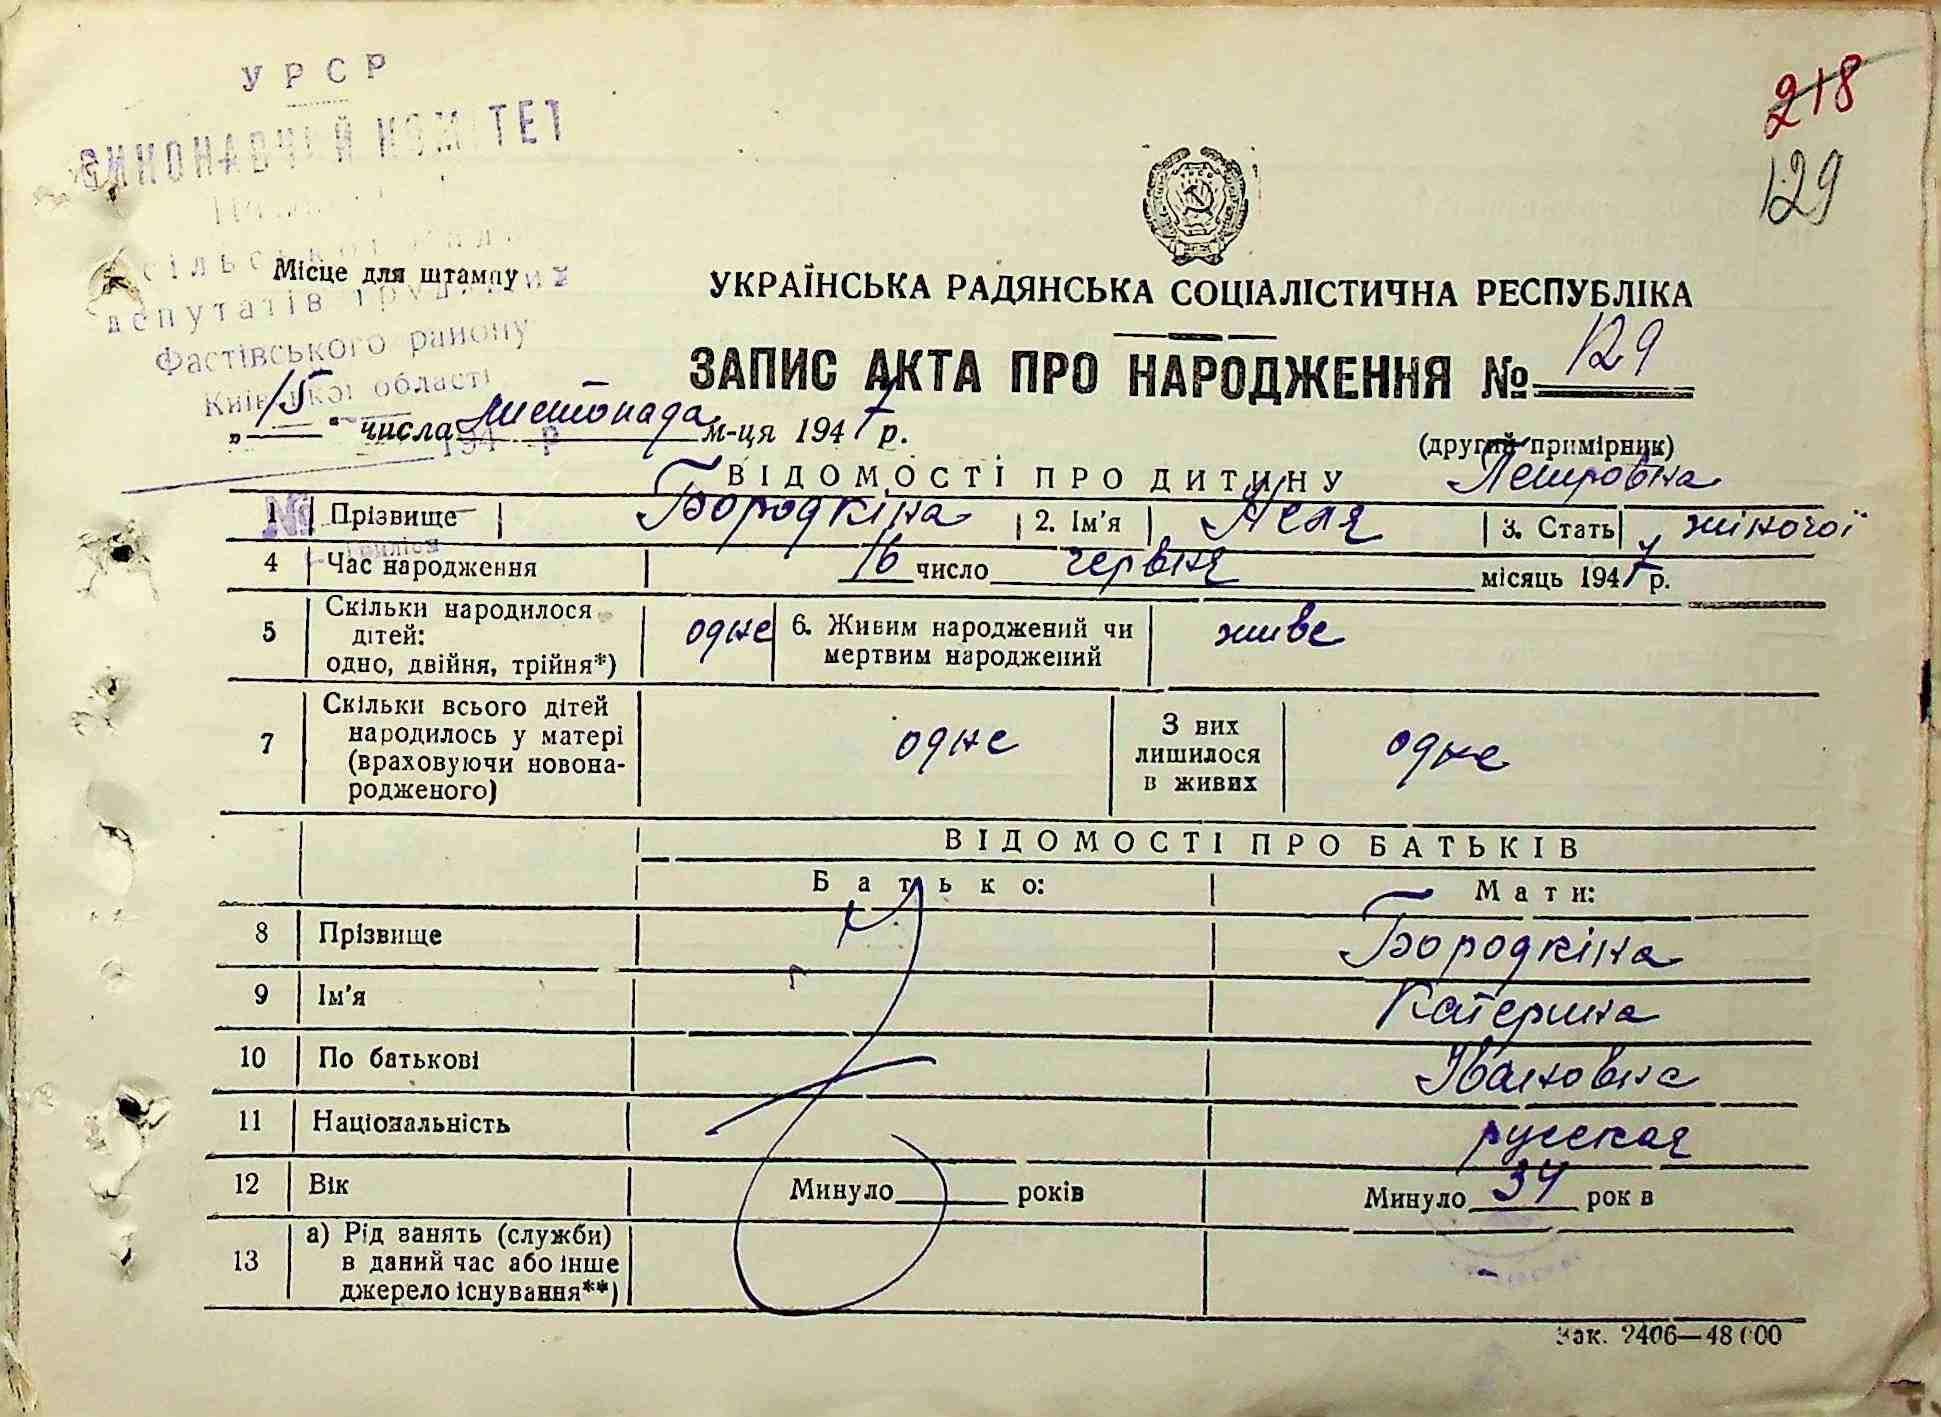 УРСР
ВИКОНАВЧИЙ КОМІТЕТ
сільської
Місце для штампу
депутатів трудящих
Фастівського району
Київської області
194 р
218
129
УКРАЇНСЬКА РАДЯНСЬКА СОЦІАЛІСТИЧНА РЕСПУБЛІКА
ЗАПИС АКТА ПРО НАРОДЖЕННЯ № 129
„15“ числа листопада м-ця 1947 р.
(другий примірник)
ВІДОМОСТІ ПРО ДИТИНУ Петровна
1 Прізвище Бородкіна 2. Ім'я Неля 3. Стать жіночої
4 Час народження 16 число червня місяць 1947 р.
5 Скільки народилося дітей: одно, двійня, трійня*) одне 6. Живим народжений чи мертвим народжений живе
7 Скільки всього дітей народилось у матері (враховуючи новонародженого) одне З них лишилося в живих одне
ВІДОМОСТІ ПРО БАТЬКІВ
Батько: Мати:
8 Прізвище Бородкіна
9 Ім'я Катерина
10 По батькові Івановна
11 Національність русская
12 Вік Минуло років Минуло 34 рок в
13 а) Рід занять (служби) в даний час або інше джерело існування**) -
Зак. 2406—48000